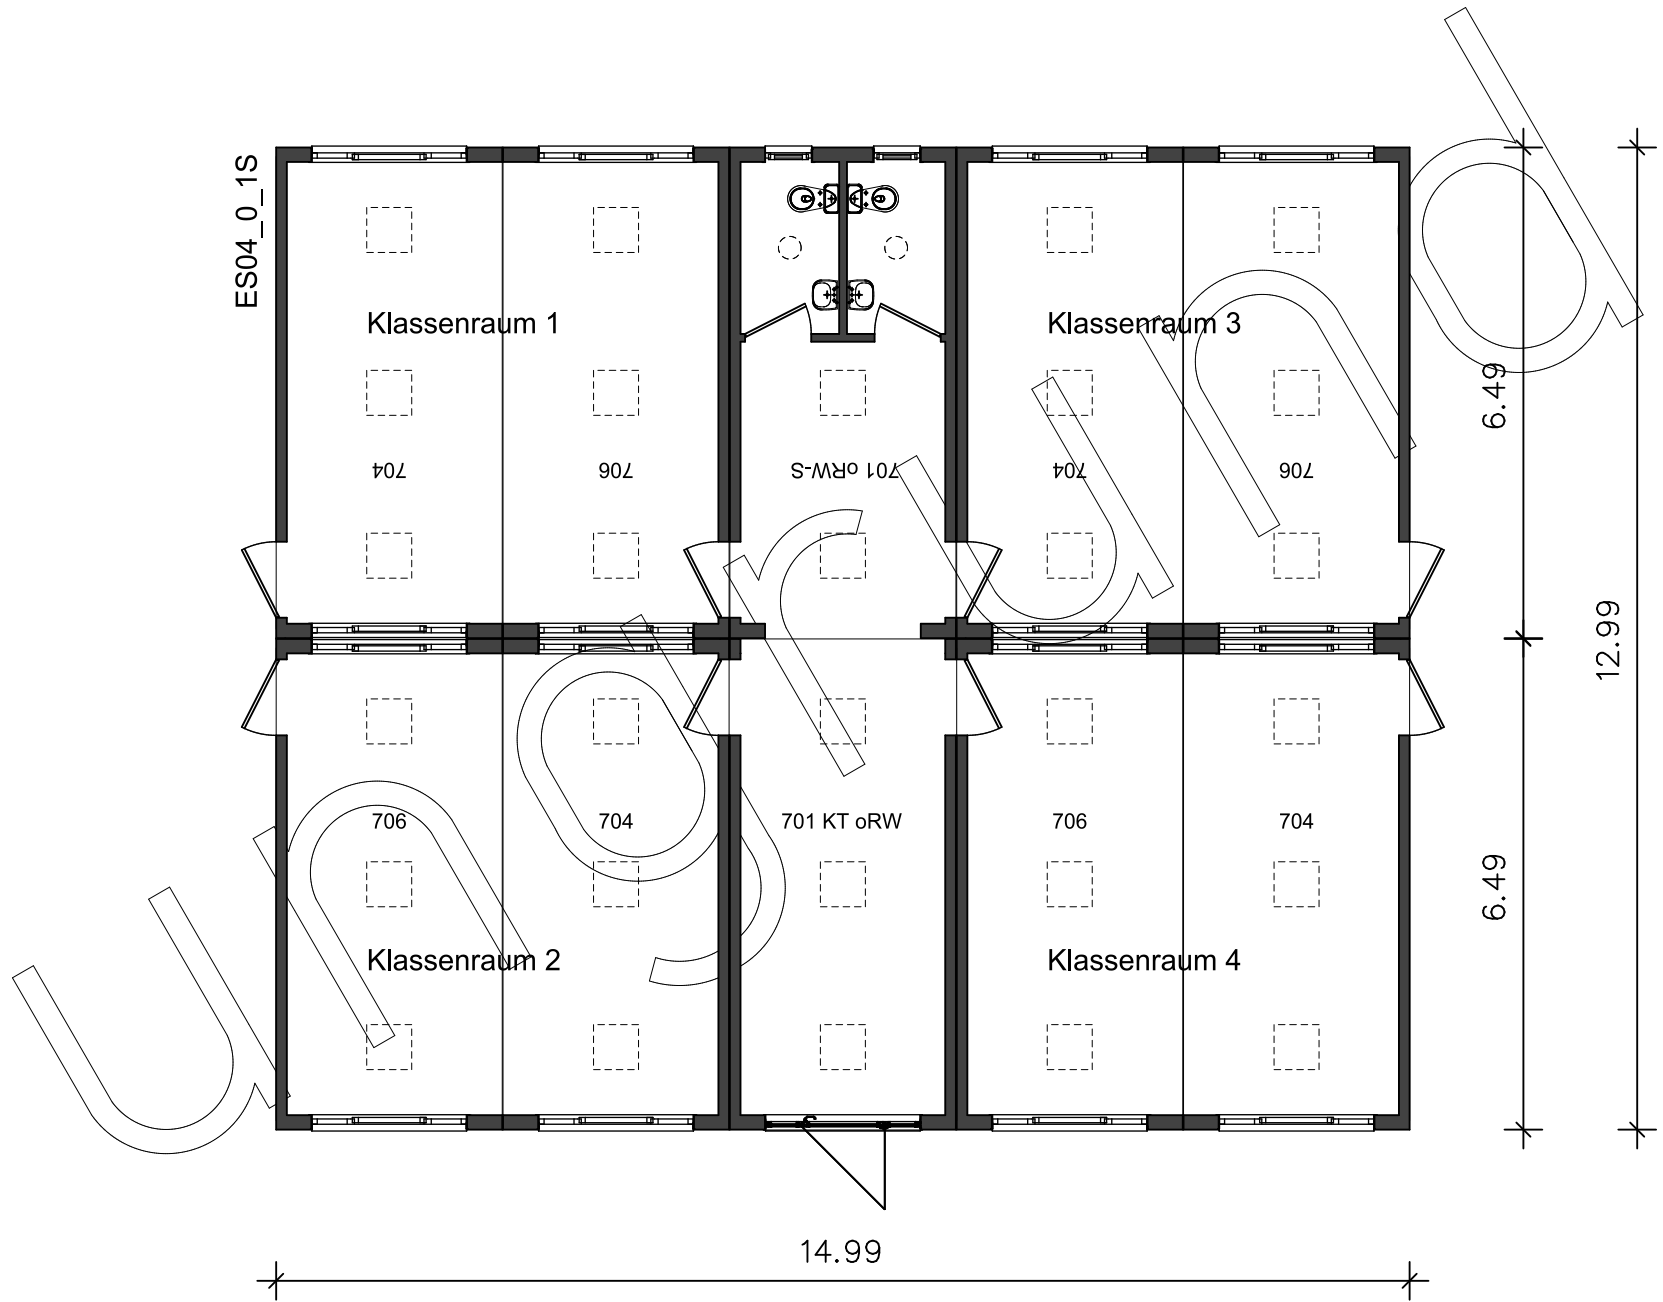 ES04_0_1S
Klassenraum 1
Klassenraum 3
6.49
704
706
701 oRW-S
704
706
12.99
706
704
701 KT oRW
706
704
6.49
Klassenraum 2
Klassenraum 4
14.99
ungrund